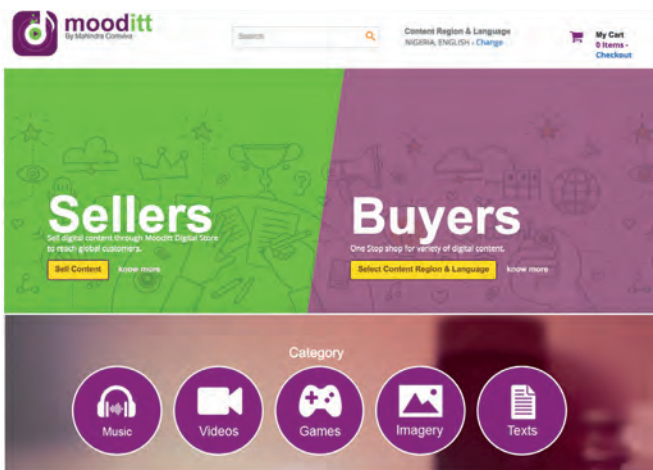 mooditt
By Mahindra Comviva
Search
Content Region & Language
NIGERIA, ENGLISH - Change
My Cart
0 Items -
Checkout
Sellers
Sell digital content through Mooditt Digital Store
to reach global customers.
Sell Content know more
Buyers
One Stop shop for variety of digital content.
Select Content Region & Language know more
Category
Music Videos Games Imagery Texts